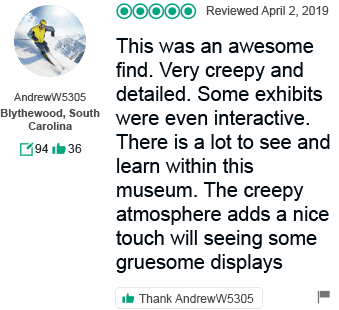 Reviewed April 2, 2019
AndrewW5305
Blythewood, South
Carolina
94 36
This was an awesome
find. Very creepy and
detailed. Some exhibits
were even interactive.
There is a lot to see and
learn within this
museum. The creepy
atmosphere adds a nice
touch will seeing some
gruesome displays
Thank AndrewW5305